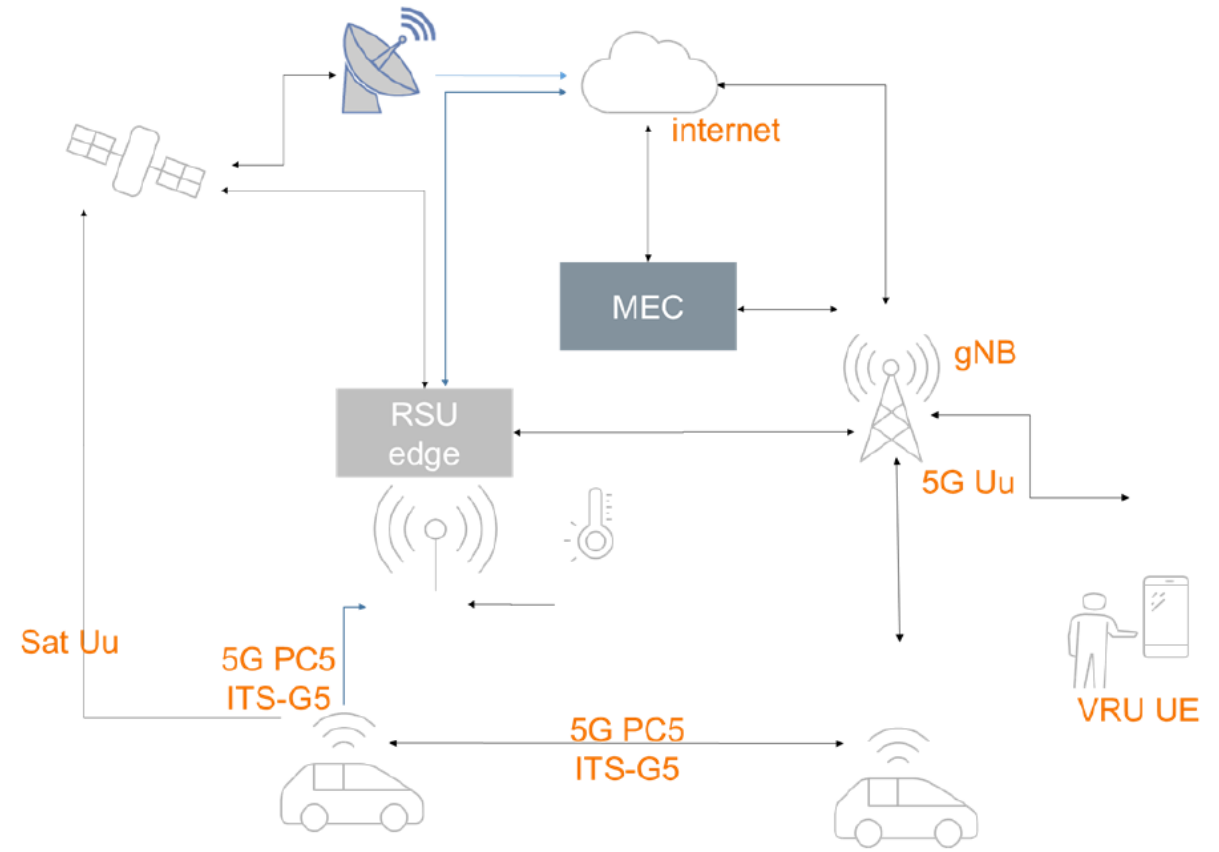 internet
MEC
gNB
RSU
edge
5G Uu
Sat Uu
5G PC5
ITS-G5
VRU UE
5G PC5
ITS-G5